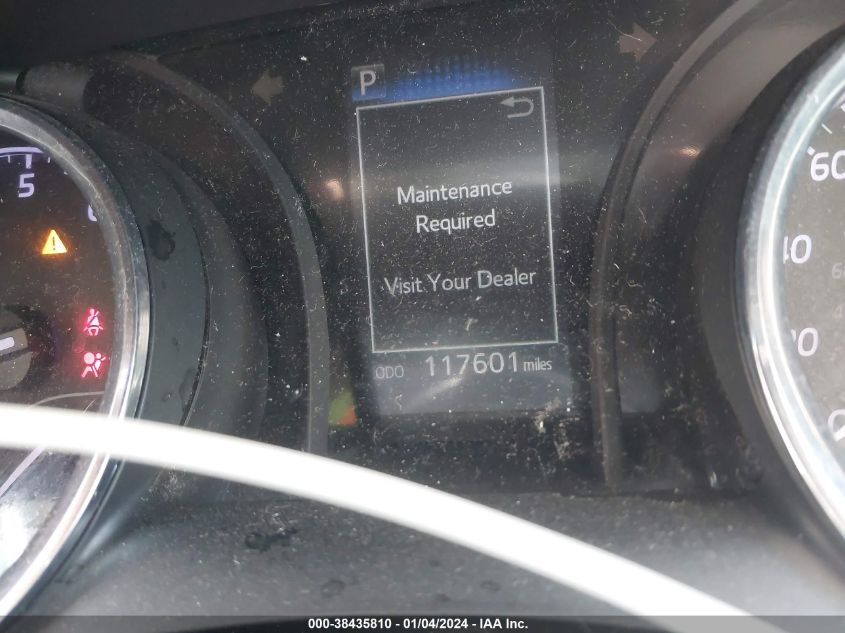 P
Maintenance
Required
Visit Your Dealer
ODO 117601 miles
5
60
40
20
0
000-38435810 - 01/04/2024 - IAA Inc.